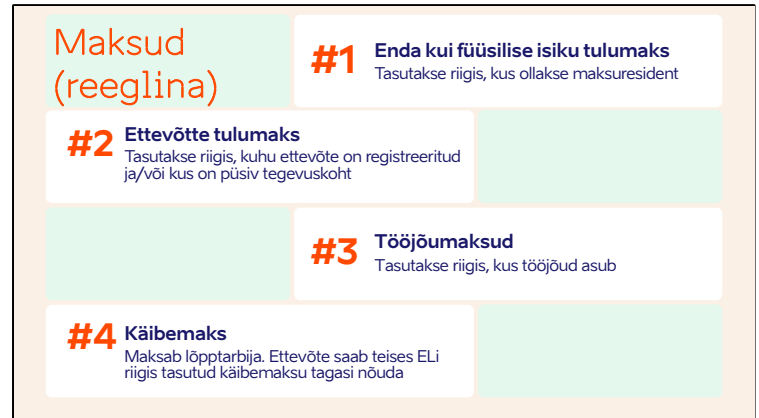 Maksud
(reeglina)
#1
Enda kui füüsilise isiku tulumaks
Tasutakse riigis, kus ollakse maksuresident
#2
Ettevõtte tulumaks
Tasutakse riigis, kuhu ettevõte on registreeritud
ja/või kus on püsiv tegevuskoht
#3
Tööjõumaksud
Tasutakse riigis, kus tööjõud asub
#4
Käibemaks
Maksab lõpptarbija. Ettevõte saab teises ELi
riigis tasutud käibemaksu tagasi nõuda